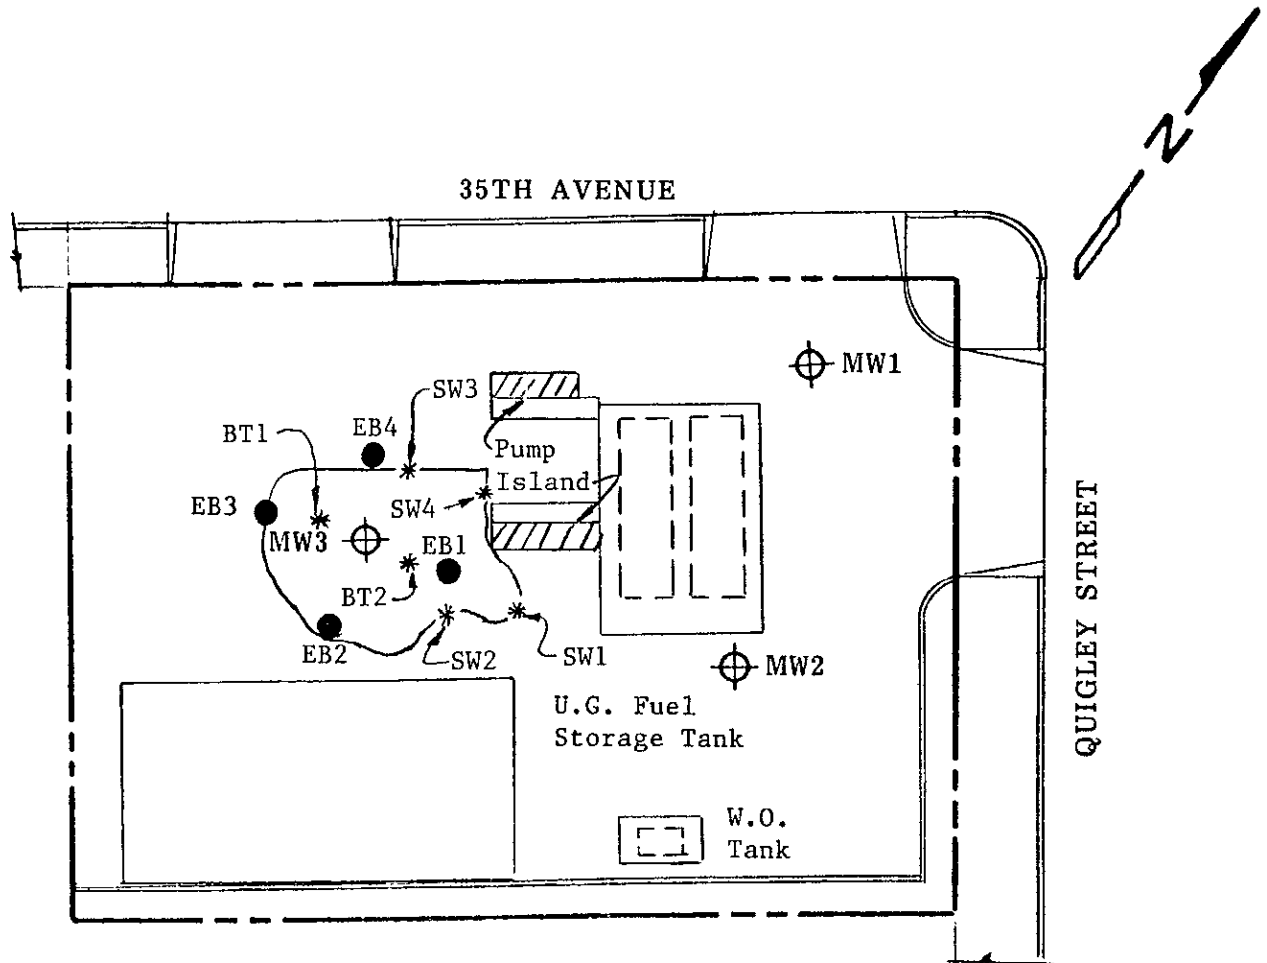 N
35TH AVENUE
MW1
SW3
BT1
EB4
Pump
Island
EB3
SW4
MW3
EB1
BT2
EB2
SW2
SW1
MW2
U.G. Fuel
Storage Tank
QUIGLEY STREET
W.O.
Tank